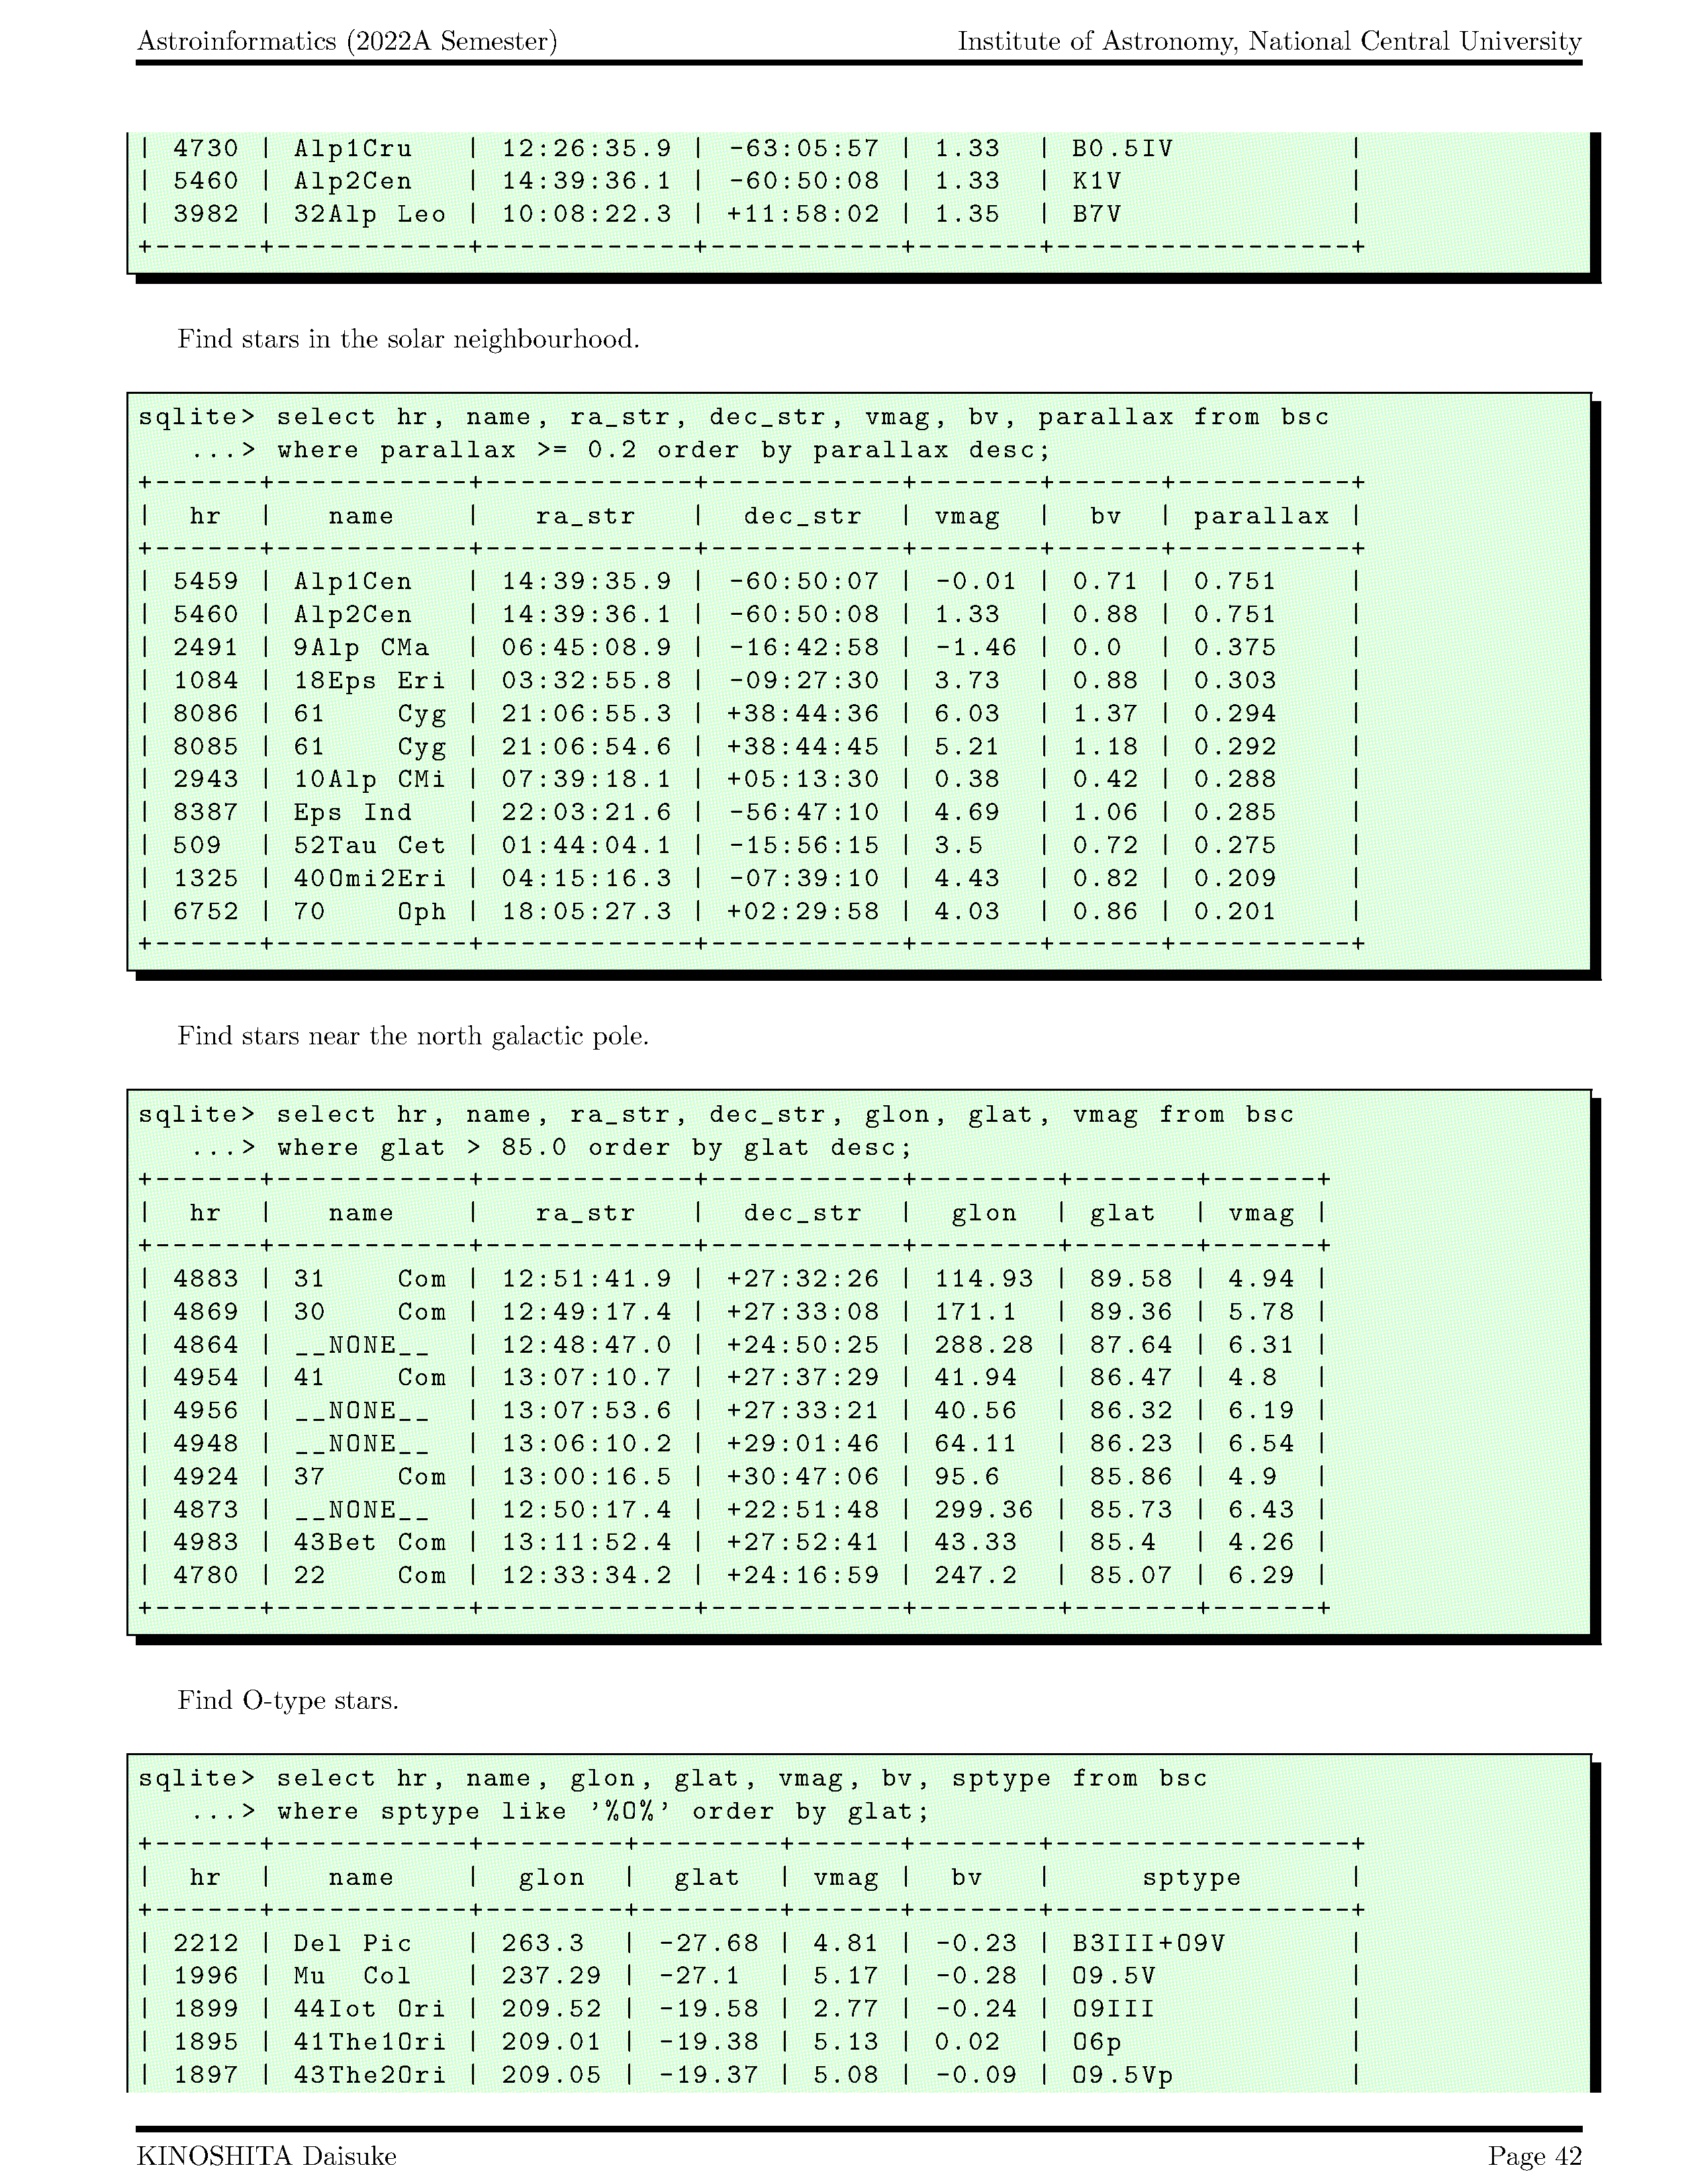 Astroinformatics (2022A Semester) Institute of Astronomy, National Central University
| 4730 | Alp1Cru   | 12:26:35.9 | -63:05:57 | 1.33  | B0.5IV          |
| 5460 | Alp2Cen   | 14:39:36.1 | -60:50:08 | 1.33  | K1V             |
| 3982 | 32Alp Leo | 10:08:22.3 | +11:58:02 | 1.35  | B7V             |
+------+-----------+------------+-----------+-------+-----------------+
Find stars in the solar neighbourhood.
sqlite> select hr, name, ra_str, dec_str, vmag, bv, parallax from bsc
   ...> where parallax >= 0.2 order by parallax desc;
+------+-----------+------------+-----------+-------+------+----------+
|  hr  |   name    |   ra_str   |  dec_str  | vmag  |  bv  | parallax |
+------+-----------+------------+-----------+-------+------+----------+
| 5459 | Alp1Cen   | 14:39:35.9 | -60:50:07 | -0.01 | 0.71 | 0.751    |
| 5460 | Alp2Cen   | 14:39:36.1 | -60:50:08 | 1.33  | 0.88 | 0.751    |
| 2491 | 9Alp CMa  | 06:45:08.9 | -16:42:58 | -1.46 | 0.0  | 0.375    |
| 1084 | 18Eps Eri | 03:32:55.8 | -09:27:30 | 3.73  | 0.88 | 0.303    |
| 8086 | 61    Cyg | 21:06:55.3 | +38:44:36 | 6.03  | 1.37 | 0.294    |
| 8085 | 61    Cyg | 21:06:54.6 | +38:44:45 | 5.21  | 1.18 | 0.292    |
| 2943 | 10Alp CMi | 07:39:18.1 | +05:13:30 | 0.38  | 0.42 | 0.288    |
| 8387 | Eps Ind   | 22:03:21.6 | -56:47:10 | 4.69  | 1.06 | 0.285    |
| 509  | 52Tau Cet | 01:44:04.1 | -15:56:15 | 3.5   | 0.72 | 0.275    |
| 1325 | 40Omi2Eri | 04:15:16.3 | -07:39:10 | 4.43  | 0.82 | 0.209    |
| 6752 | 70    Oph | 18:05:27.3 | +02:29:58 | 4.03  | 0.86 | 0.201    |
+------+-----------+------------+-----------+-------+------+----------+
Find stars near the north galactic pole.
sqlite> select hr, name, ra_str, dec_str, glon, glat, vmag from bsc
   ...> where glat > 85.0 order by glat desc;
+------+-----------+------------+-----------+--------+-------+------+
|  hr  |   name    |   ra_str   |  dec_str  |  glon  | glat  | vmag |
+------+-----------+------------+-----------+--------+-------+------+
| 4883 | 31    Com | 12:51:41.9 | +27:32:26 | 114.93 | 89.58 | 4.94 |
| 4869 | 30    Com | 12:49:17.4 | +27:33:08 | 171.1  | 89.36 | 5.78 |
| 4864 | __NONE__  | 12:48:47.0 | +24:50:25 | 288.28 | 87.64 | 6.31 |
| 4954 | 41    Com | 13:07:10.7 | +27:37:29 | 41.94  | 86.47 | 4.8  |
| 4956 | __NONE__  | 13:07:53.6 | +27:33:21 | 40.56  | 86.32 | 6.19 |
| 4948 | __NONE__  | 13:06:10.2 | +29:01:46 | 64.11  | 86.23 | 6.54 |
| 4924 | 37    Com | 13:00:16.5 | +30:47:06 | 95.6   | 85.86 | 4.9  |
| 4873 | __NONE__  | 12:50:17.4 | +22:51:48 | 299.36 | 85.73 | 6.43 |
| 4983 | 43Bet Com | 13:11:52.4 | +27:52:41 | 43.33  | 85.4  | 4.26 |
| 4780 | 22    Com | 12:33:34.2 | +24:16:59 | 247.2  | 85.07 | 6.29 |
+------+-----------+------------+-----------+--------+-------+------+
Find O-type stars.
sqlite> select hr, name, glon, glat, vmag, bv, sptype from bsc
   ...> where sptype like '%O%' order by glat;
+------+-----------+--------+--------+------+-------+-----------------+
|  hr  |   name    |  glon  |  glat  | vmag |  bv   |     sptype      |
+------+-----------+--------+--------+------+-------+-----------------+
| 2212 | Del Pic   | 263.3  | -27.68 | 4.81 | -0.23 | B3III+O9V       |
| 1996 | Mu  Col   | 237.29 | -27.1  | 5.17 | -0.28 | O9.5V           |
| 1899 | 44Iot Ori | 209.52 | -19.58 | 2.77 | -0.24 | O9III           |
| 1895 | 41The1Ori | 209.01 | -19.38 | 5.13 | 0.02  | O6p             |
| 1897 | 43The2Ori | 209.05 | -19.37 | 5.08 | -0.09 | O9.5Vp          |
KINOSHITA Daisuke Page 42